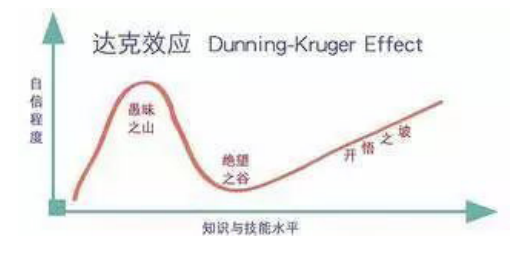 达克效应 Dunning-Kruger Effect
自信程度
愚昧
之山
绝望
之谷
开悟之坡
知识与技能水平